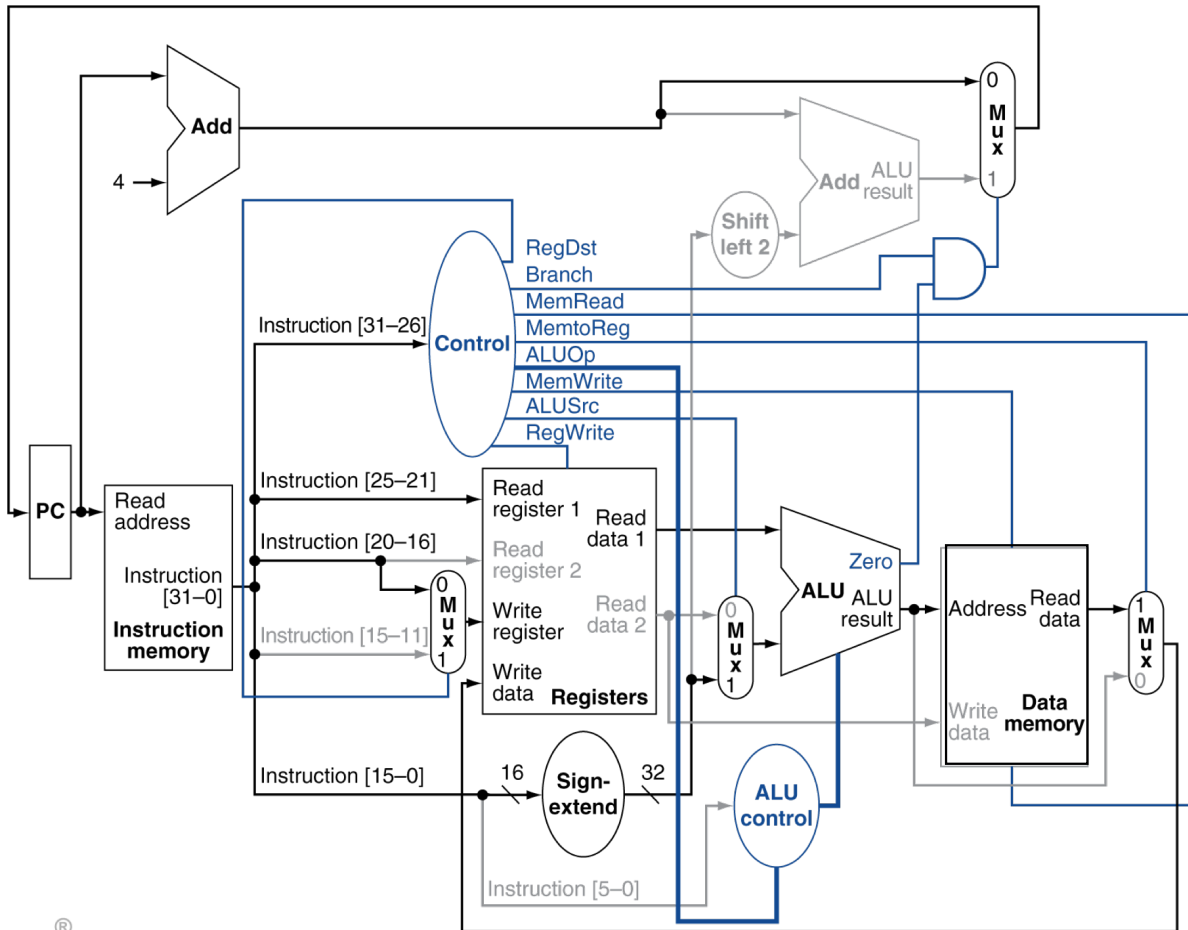 0
M
u
x
1
Add
4
Add
ALU
result
Shift
left 2
RegDst
Branch
MemRead
MemtoReg
ALUOp
MemWrite
ALUSrc
RegWrite
Control
Instruction [31–26]
Instruction [25–21]
Instruction [20–16]
Instruction [15–11]
Instruction [15–0]
Instruction [5–0]
PC
Read
address
Instruction
[31–0]
Instruction
memory
0
M
u
x
1
Read
register 1
Read
register 2
Write
register
Write
data
Read
data 1
Read
data 2
Registers
0
M
u
x
1
Zero
ALU
ALU
result
Address
Read
data
Write
data
Data
memory
1
M
u
x
0
16
Sign-
extend
32
ALU
control
®